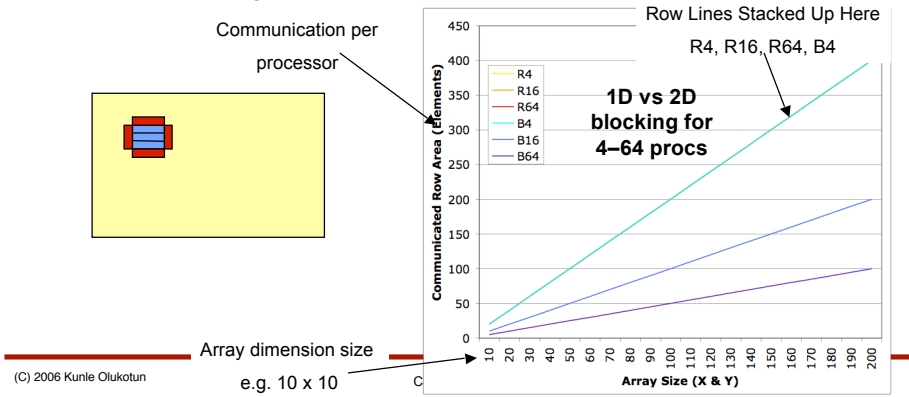 Communication per
processor
Row Lines Stacked Up Here
R4, R16, R64, B4
450
400
350
300
250
200
150
100
50
0
Communicated Row Area (Elements)
R4
R16
R64
B4
B16
B64
1D vs 2D
blocking for
4–64 procs
10
20
30
40
50
60
70
80
90
100
110
120
130
140
150
160
170
180
190
200
Array Size (X & Y)
Array dimension size
e.g. 10 x 10
(C) 2006 Kunle Olukotun
C